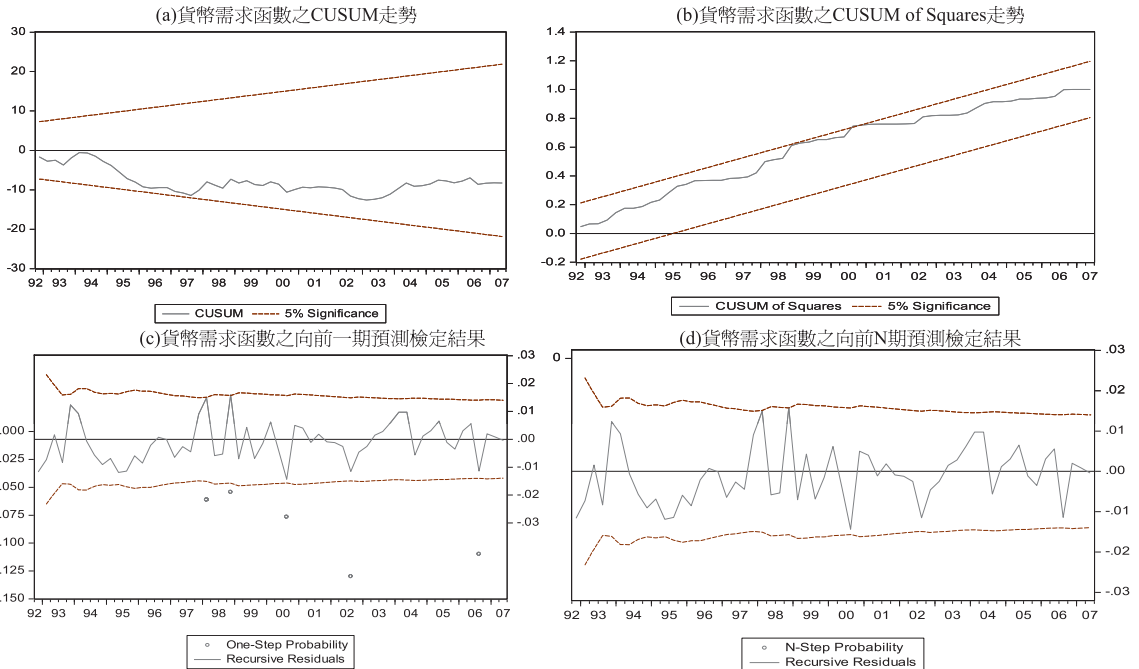 (a)貨幣需求函數之CUSUM走勢
30
20
10
0
-10
-20
-30
92 93 94 95 96 97 98 99 00 01 02 03 04 05 06 07
CUSUM 5% Significance
(b)貨幣需求函數之CUSUM of Squares走勢
1.4
1.2
1.0
0.8
0.6
0.4
0.2
0.0
-0.2
92 93 94 95 96 97 98 99 00 01 02 03 04 05 06 07
CUSUM of Squares 5% Significance
(c)貨幣需求函數之向前一期預測檢定結果
.03
.02
.01
.00
-.01
-.02
-.03
.000
.025
.050
.075
.100
.125
.150
92 93 94 95 96 97 98 99 00 01 02 03 04 05 06 07
One-Step Probability
Recursive Residuals
(d)貨幣需求函數之向前N期預測檢定結果
0
.03
.02
.01
.00
-.01
-.02
-.03
92 93 94 95 96 97 98 99 00 01 02 03 04 05 06 07
N-Step Probability
Recursive Residuals